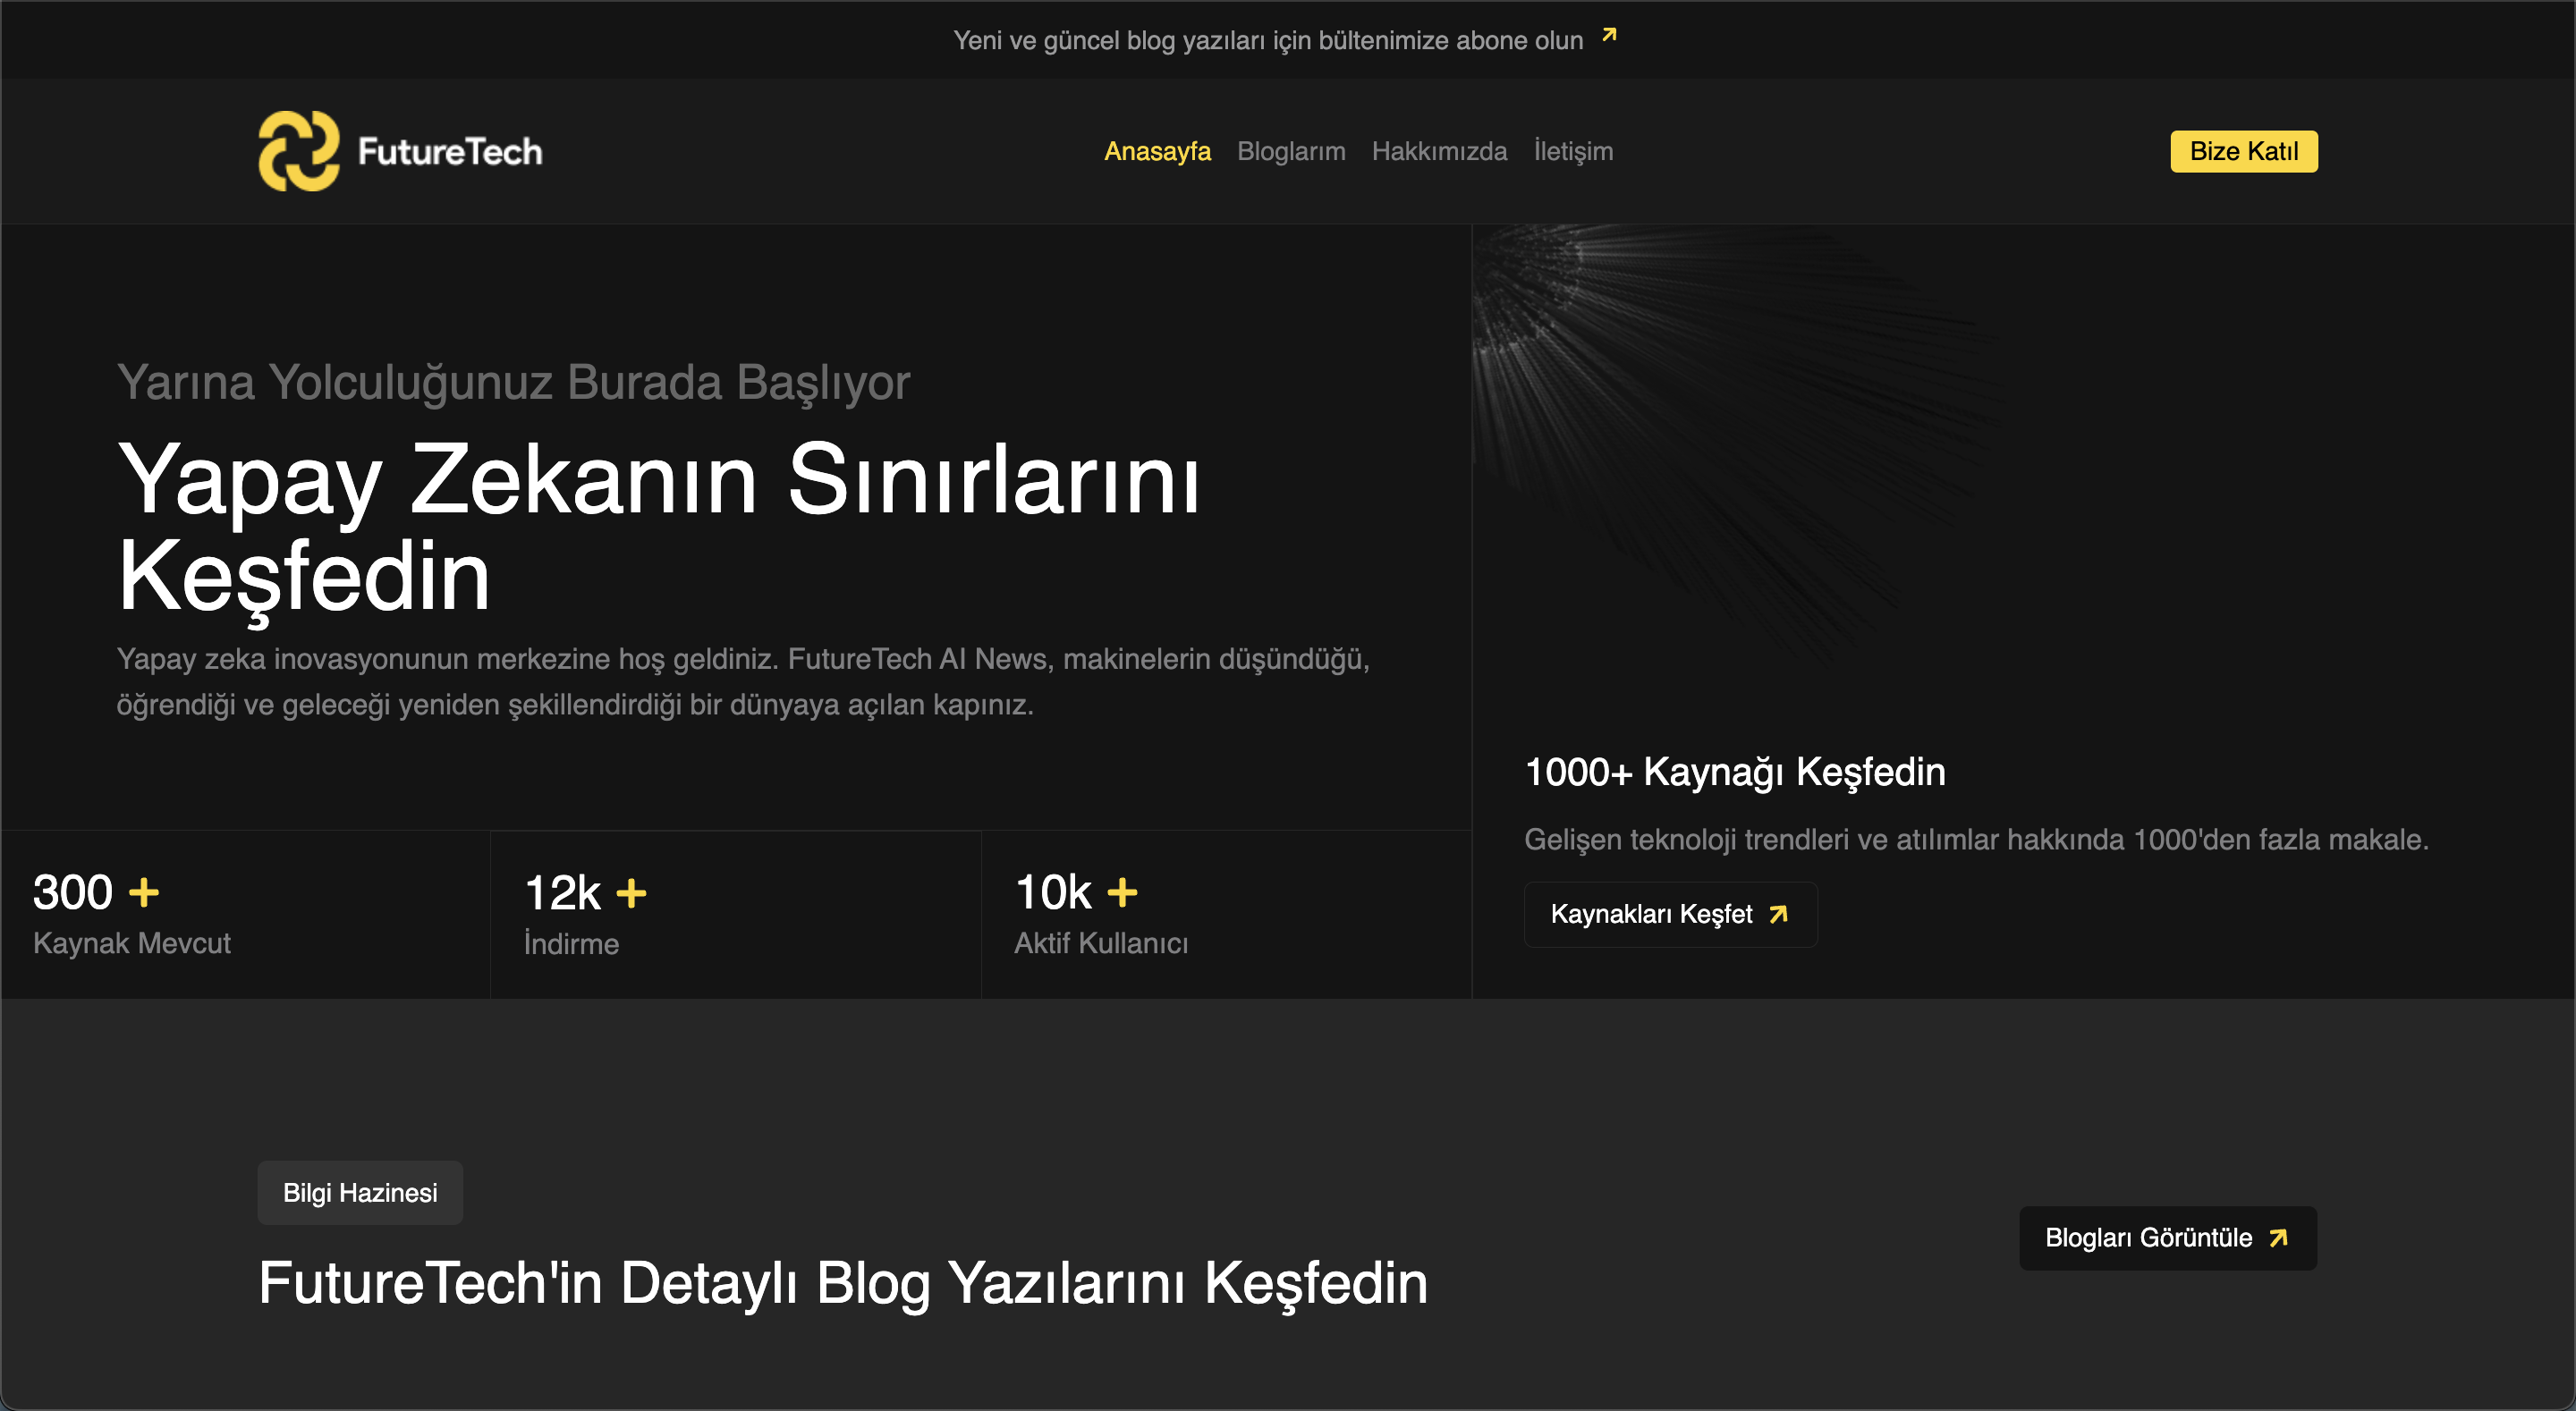 Yeni ve güncel blog yazıları için bültenimize abone olun
FutureTech
Anasayfa Bloglarım Hakkımızda İletişim
Bize Katıl
Yarına Yolculuğunuz Burada Başlıyor
Yapay Zekanın Sınırlarını
Keşfedin
Yapay zeka inovasyonunun merkezine hoş geldiniz. FutureTech AI News, makinelerin düşündüğü,
öğrendiği ve geleceği yeniden şekillendirdiği bir dünyaya açılan kapınız.
300 +
Kaynak Mevcut
12k +
İndirme
10k +
Aktif Kullanıcı
1000+ Kaynağı Keşfedin
Gelişen teknoloji trendleri ve atılımlar hakkında 1000'den fazla makale.
Kaynakları Keşfet
Bilgi Hazinesi
FutureTech'in Detaylı Blog Yazılarını Keşfedin
Blogları Görüntüle